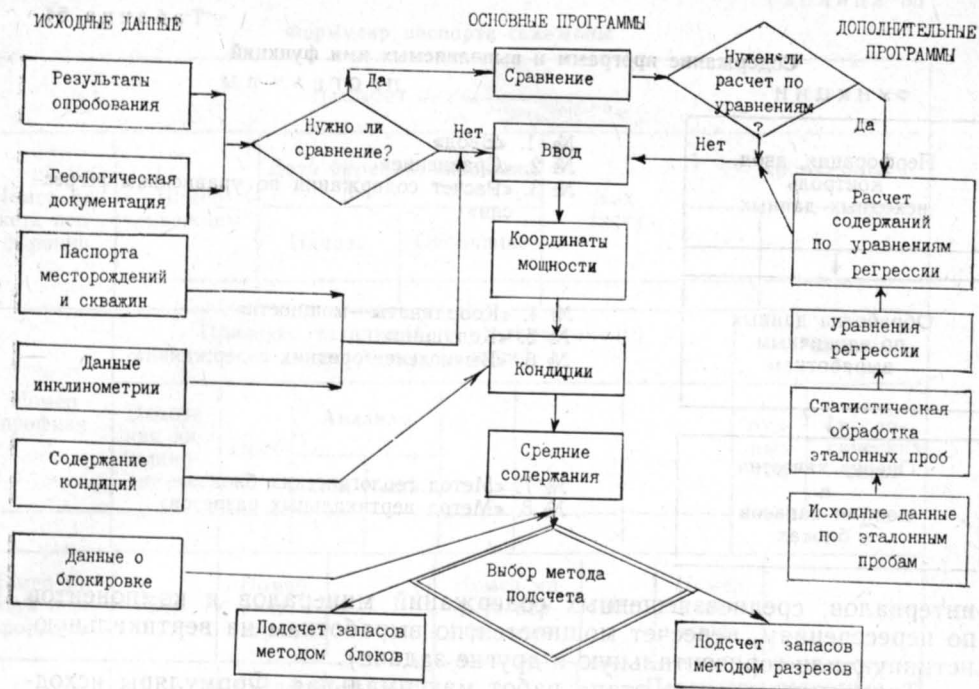 ИСХОДНЫЕ ДАННЫЕ
ОСНОВНЫЕ ПРОГРАММЫ
ДОПОЛНИТЕЛЬНЫЕ
ПРОГРАММЫ
Результаты
опробования
Геологическая
документация
Паспорта
месторождений
и скважин
Данные
инклинометрии
Содержание
кондиций
Данные о
блокировке
Нужно ли
сравнение?
Да
Нет
Сравнение
Ввод
Координаты
мощности
Кондиции
Средние
содержания
Выбор метода
подсчета
Подсчет запасов
методом блоков
Подсчет запасов
методом разрезов
Нужен-ли
расчет по
уравнениям
?
Нет
Да
Расчет
содержаний
по уравнениям
регрессии
Уравнения
регрессии
Статистическая
обработка
эталонных проб
Исходные данные
по эталонным
пробам